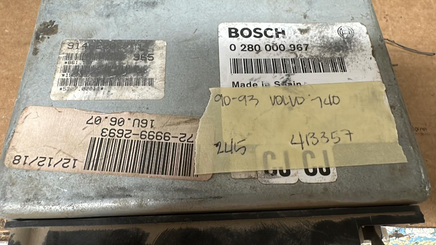 BOSCH
0 280 000 967
Made in Spain
914
90-93 VOLVO 740
245 413357
CJ CJ
72-9999-2693
16U.06.07
12/12/18